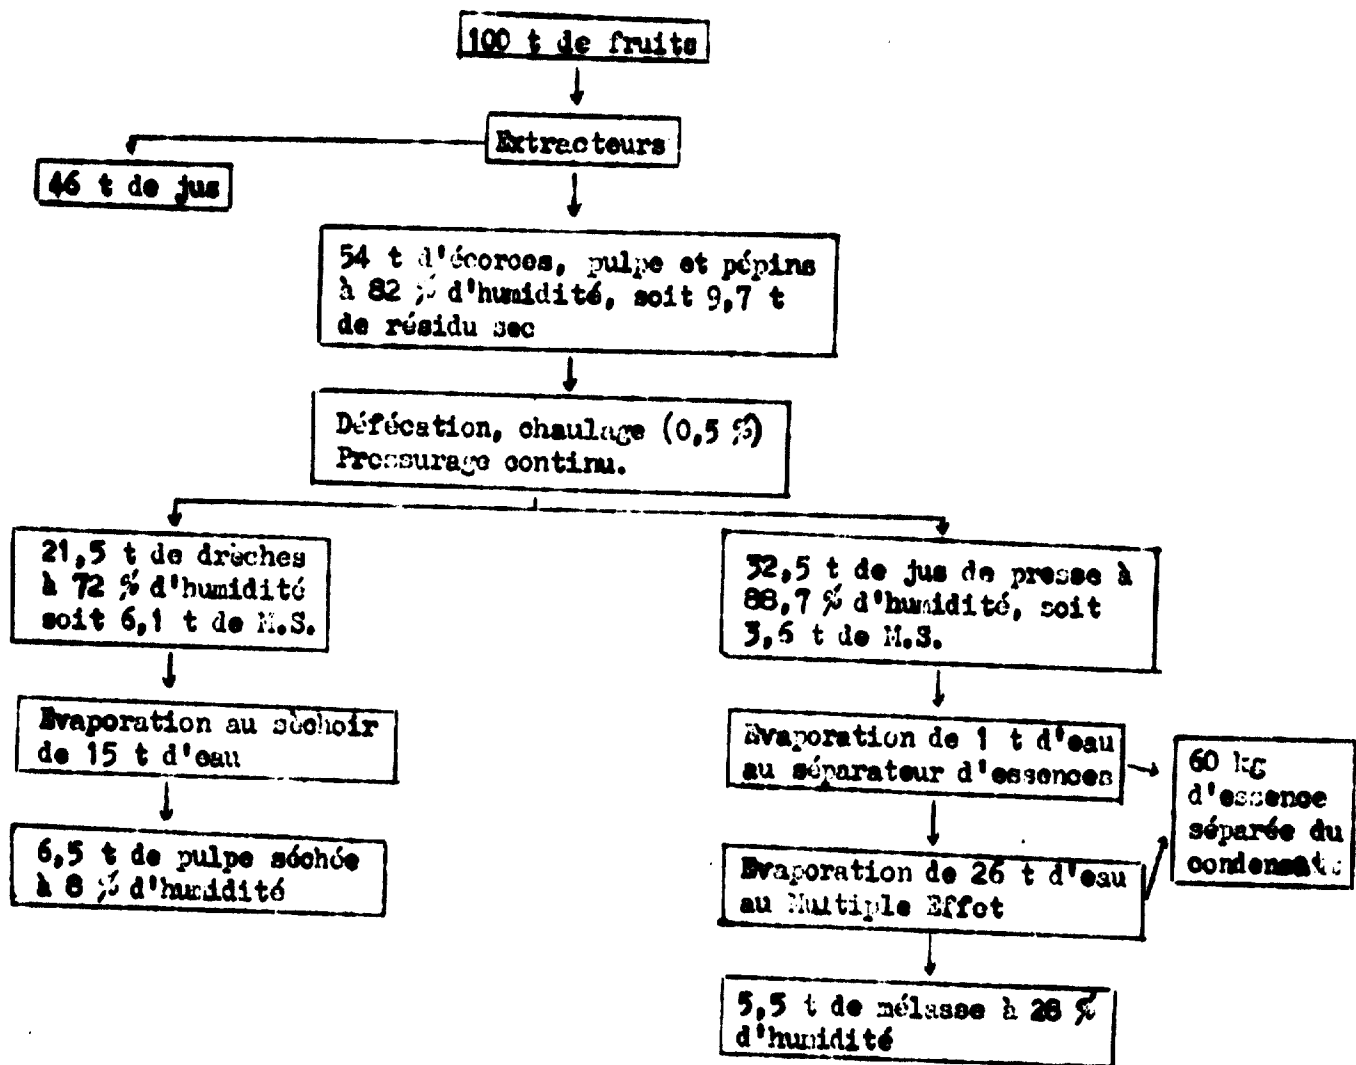 100 t de fruits
Extracteurs
46 t de jus
54 t d'écorces, pulpe et pépins
à 82 % d'humidité, soit 9,7 t
de résidu sec
Défécation, chaulage (0,5 %)
Pressurage continu.
21,5 t de drèches
à 72 % d'humidité
soit 6,1 t de M.S.
32,5 t de jus de presse à
88,7 % d'humidité, soit
3,6 t de M.S.
Evaporation au sèchoir
de 15 t d'eau
Evaporation de 1 t d'eau
au séparateur d'essences
60 kg
d'essence
séparée du
condensate
6,5 t de pulpe séchée
à 8 % d'humidité
Evaporation de 26 t d'eau
au Multiple Effet
5,5 t de mélasse à 28 %
d'humidité